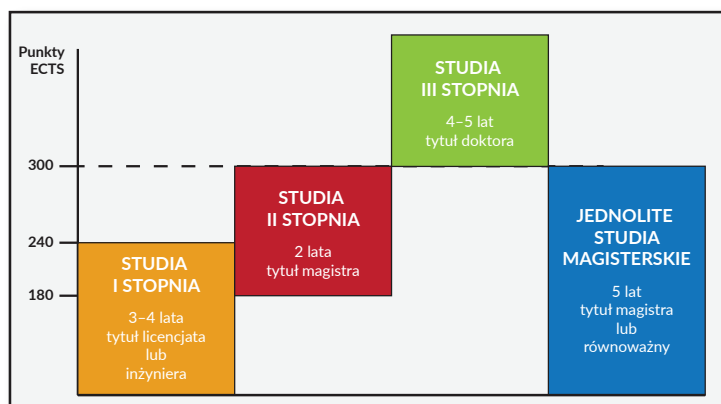 Punkty
ECTS
300
240
180
STUDIA
I STOPNIA
3–4 lata
tytuł licencjata
lub
inżyniera
STUDIA
II STOPNIA
2 lata
tytuł magistra
STUDIA
III STOPNIA
4–5 lat
tytuł doktora
JEDNOLITE
STUDIA
MAGISTERSKIE
5 lat
tytuł magistra
lub
równoważny